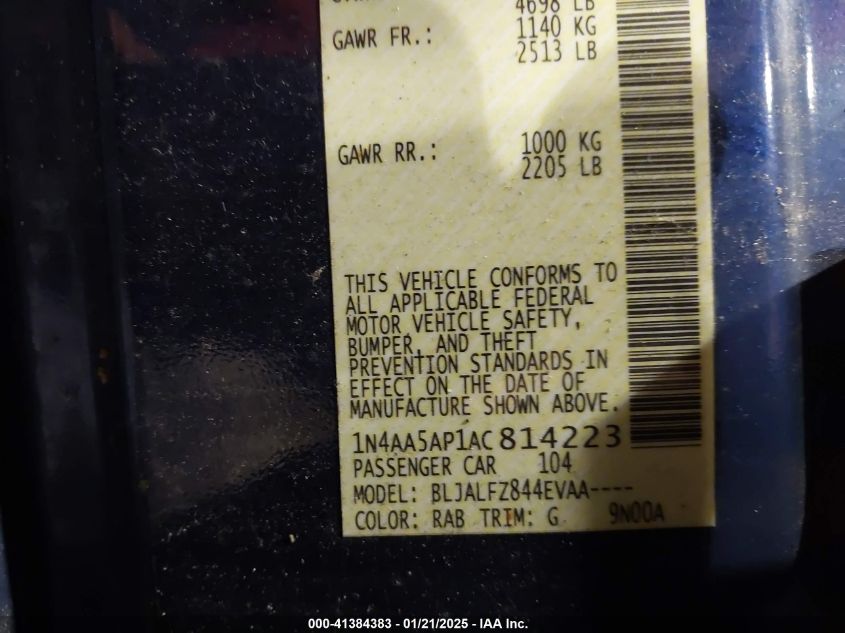 4698 LB
GAWR FR.: 1140 KG
2513 LB
GAWR RR.: 1000 KG
2205 LB
THIS VEHICLE CONFORMS TO
ALL APPLICABLE FEDERAL
MOTOR VEHICLE SAFETY,
BUMPER, AND THEFT
PREVENTION STANDARDS IN
EFFECT ON THE DATE OF
MANUFACTURE SHOWN ABOVE.
1N4AA5AP1AC814223
PASSENGER CAR 104
MODEL: BLJALFZ844EVAA----
COLOR: RAB TRIM: G 9N00A
000-41384383 - 01/21/2025 - IAA Inc.